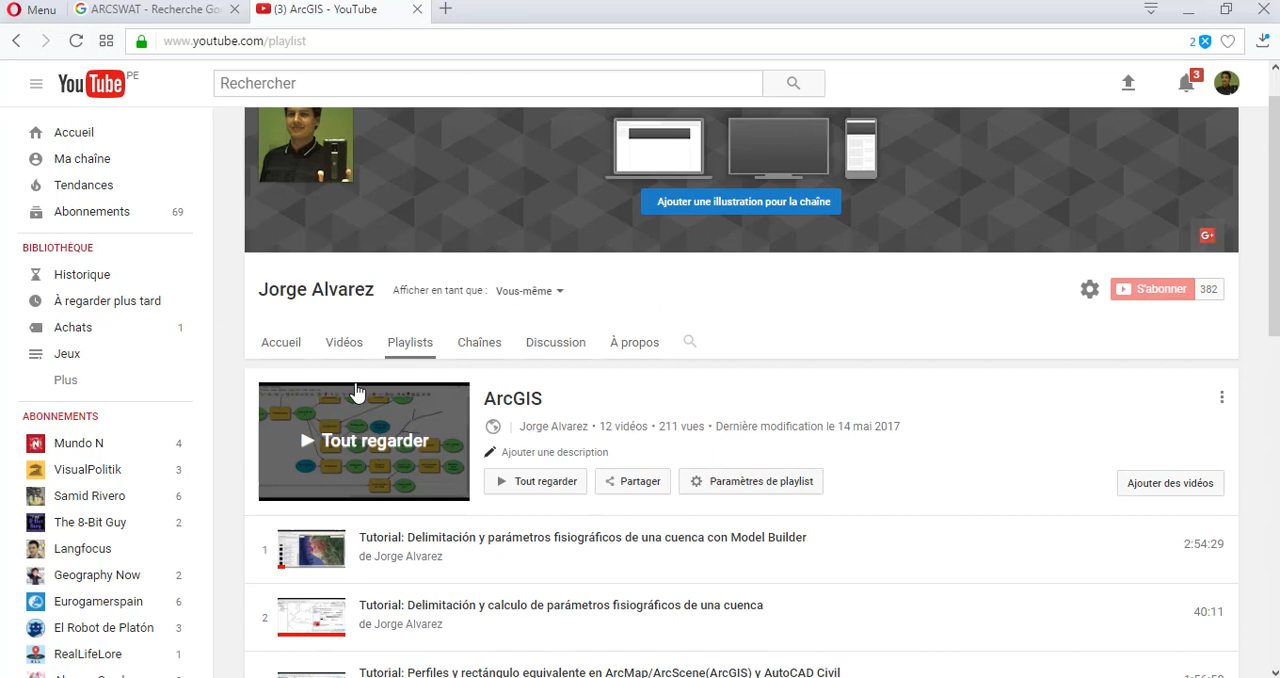 Menu
ARCSWAT - Recherche Go
(3) ArcGIS - YouTube
www.youtube.com/playlist
2
YouTube PE
Rechercher
3
Accueil
Ma chaîne
Tendances
Abonnements 69
BIBLIOTHÈQUE
Historique
À regarder plus tard
Achats 1
Jeux
Plus
ABONNEMENTS
Mundo N 4
VisualPolitik 3
Samid Rivero 6
The 8-Bit Guy 2
Langfocus
Geography Now 2
Eurogamerspain 6
El Robot de Platón 3
RealLifeLore 1
Ajouter une illustration pour la chaîne
G+
Jorge Alvarez
Afficher en tant que : Vous-même
S'abonner 382
Accueil Vidéos Playlists Chaînes Discussion À propos
Tout regarder
ArcGIS
Jorge Alvarez • 12 vidéos • 211 vues • Dernière modification le 14 mai 2017
Ajouter une description
Tout regarder Partager Paramètres de playlist
Ajouter des vidéos
1 Tutorial: Delimitación y parámetros fisiográficos de una cuenca con Model Builder
de Jorge Alvarez
2:54:29
2 Tutorial: Delimitación y calculo de parámetros fisiográficos de una cuenca
de Jorge Alvarez
40:11
Tutorial: Perfiles y rectángulo equivalente en ArcMap/ArcScene(ArcGIS) y AutoCAD Civil